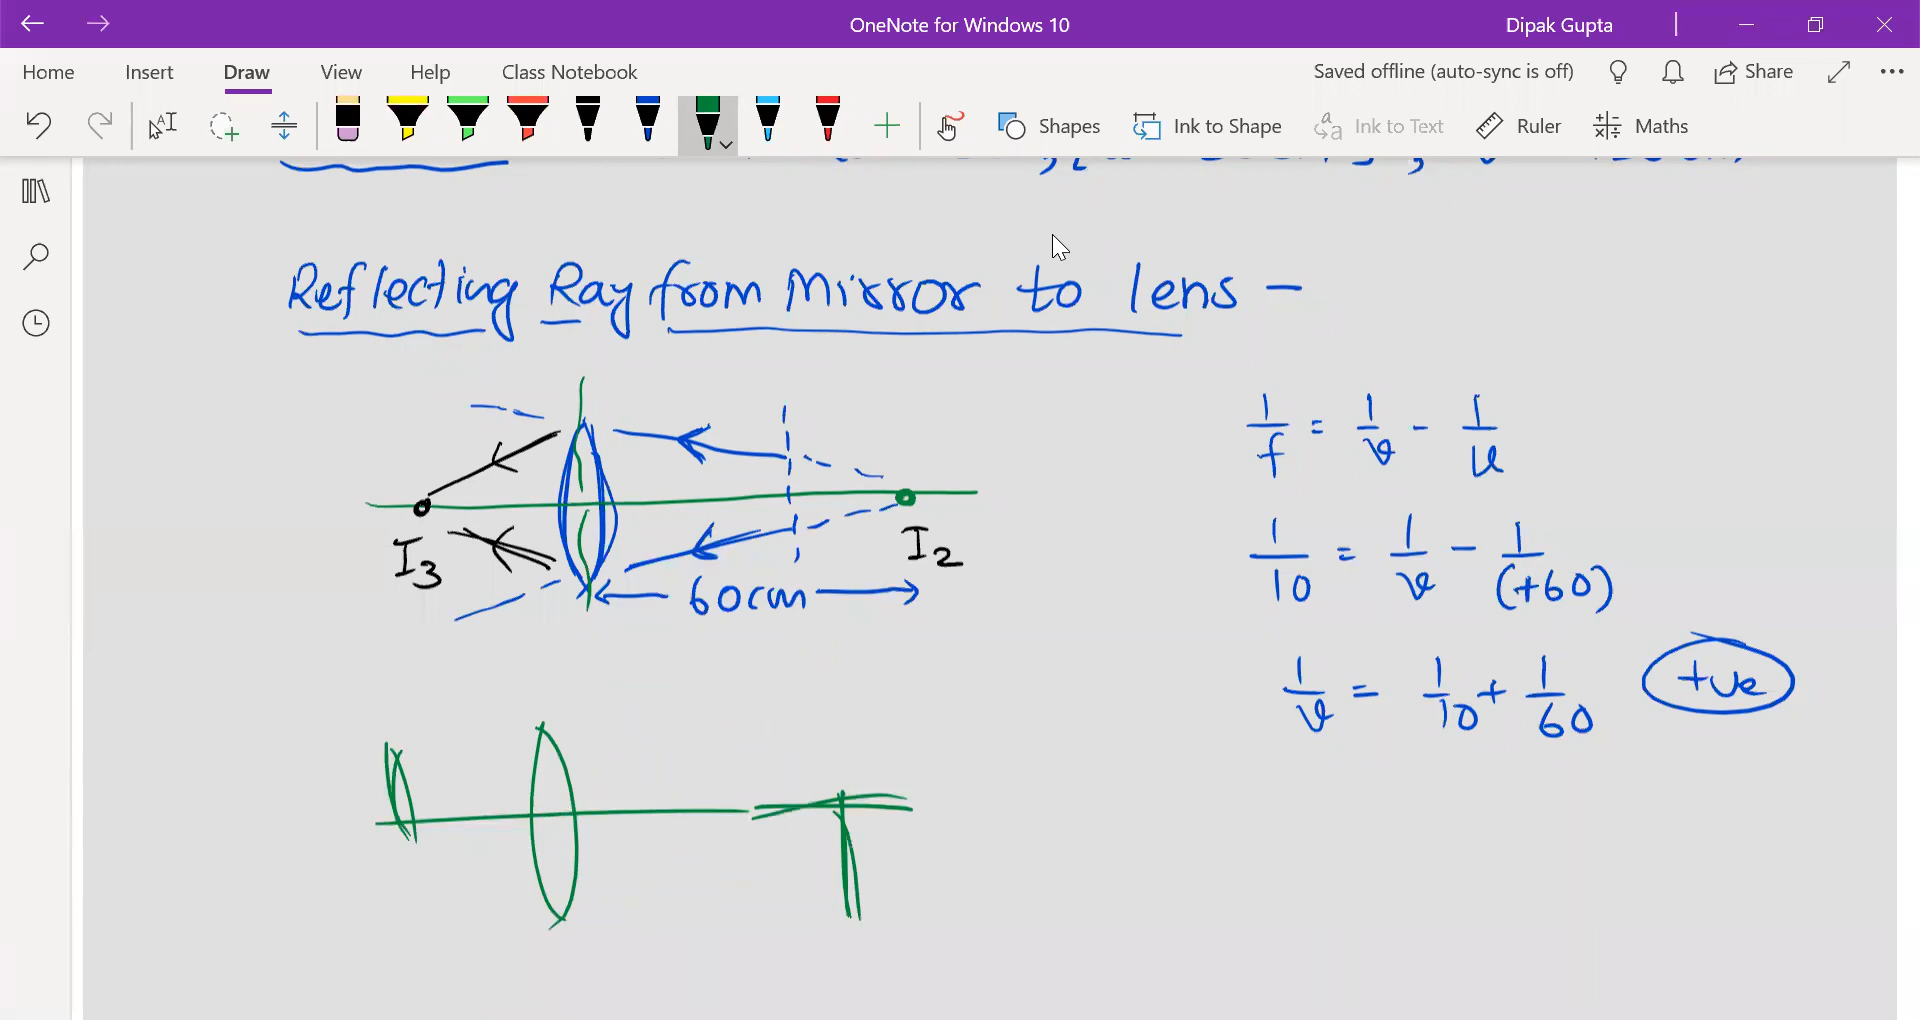 OneNote for Windows 10
Dipak Gupta
Home Insert Draw View Help Class Notebook
Saved offline (auto-sync is off) Share
Shapes Ink to Shape Ink to Text Ruler Maths
Reflecting Ray from Mirror to lens -
1/f = 1/v - 1/u
1/10 = 1/v - 1/(+60)
I3
I2
60cm
1/v = 1/10 + 1/60 +ve